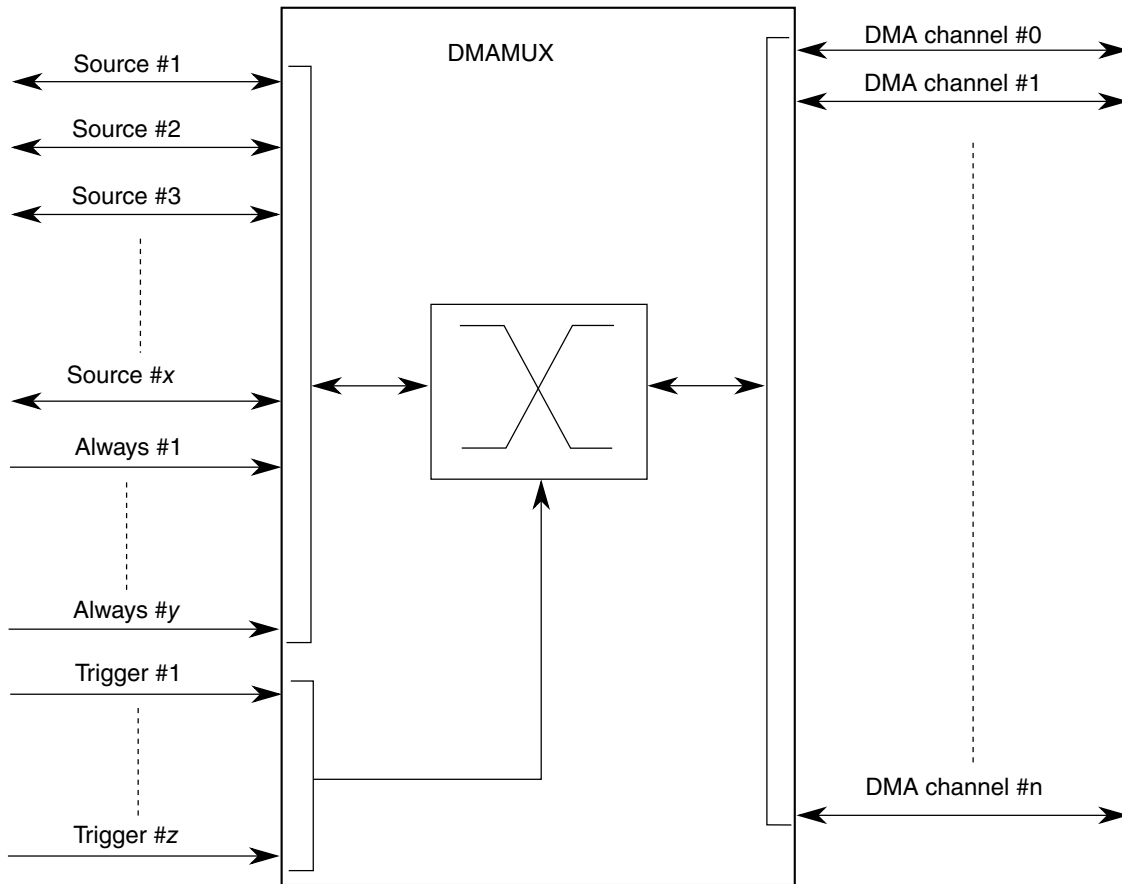 DMAMUX
Source #1
Source #2
Source #3
Source #x
Always #1
Always #y
Trigger #1
Trigger #z
DMA channel #0
DMA channel #1
DMA channel #n